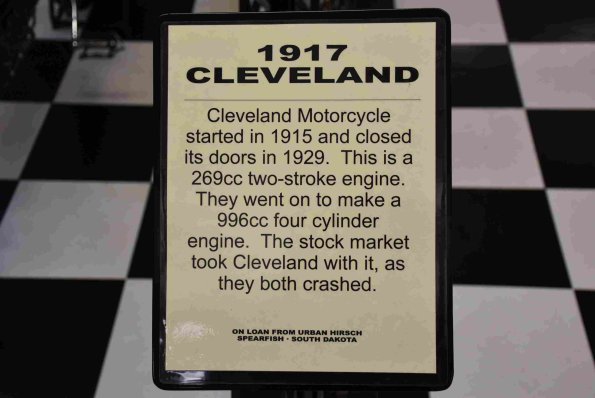 1917
CLEVELAND
Cleveland Motorcycle
started in 1915 and closed
its doors in 1929. This is a
269cc two-stroke engine.
They went on to make a
996cc four cylinder
engine. The stock market
took Cleveland with it, as
they both crashed.
ON LOAN FROM URBAN HIRSCH
SPEARFISH · SOUTH DAKOTA